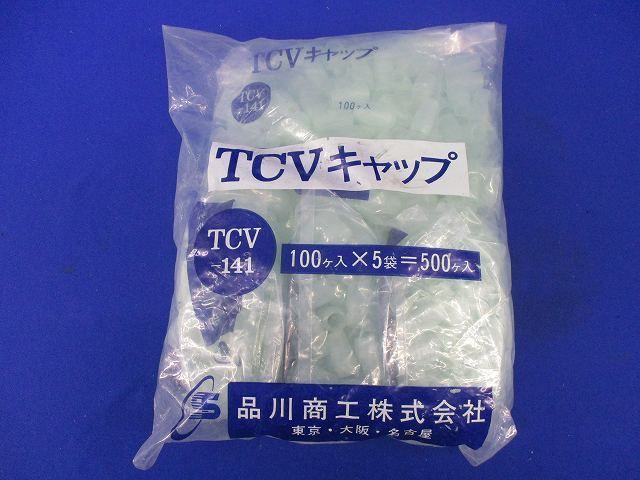 TCVキャップ
TCV
-141
100ヶ入
TCVキャップ
TCV
-141
100ヶ入×5袋=500ヶ入
品川商工株式会社
東京・大阪・名古屋